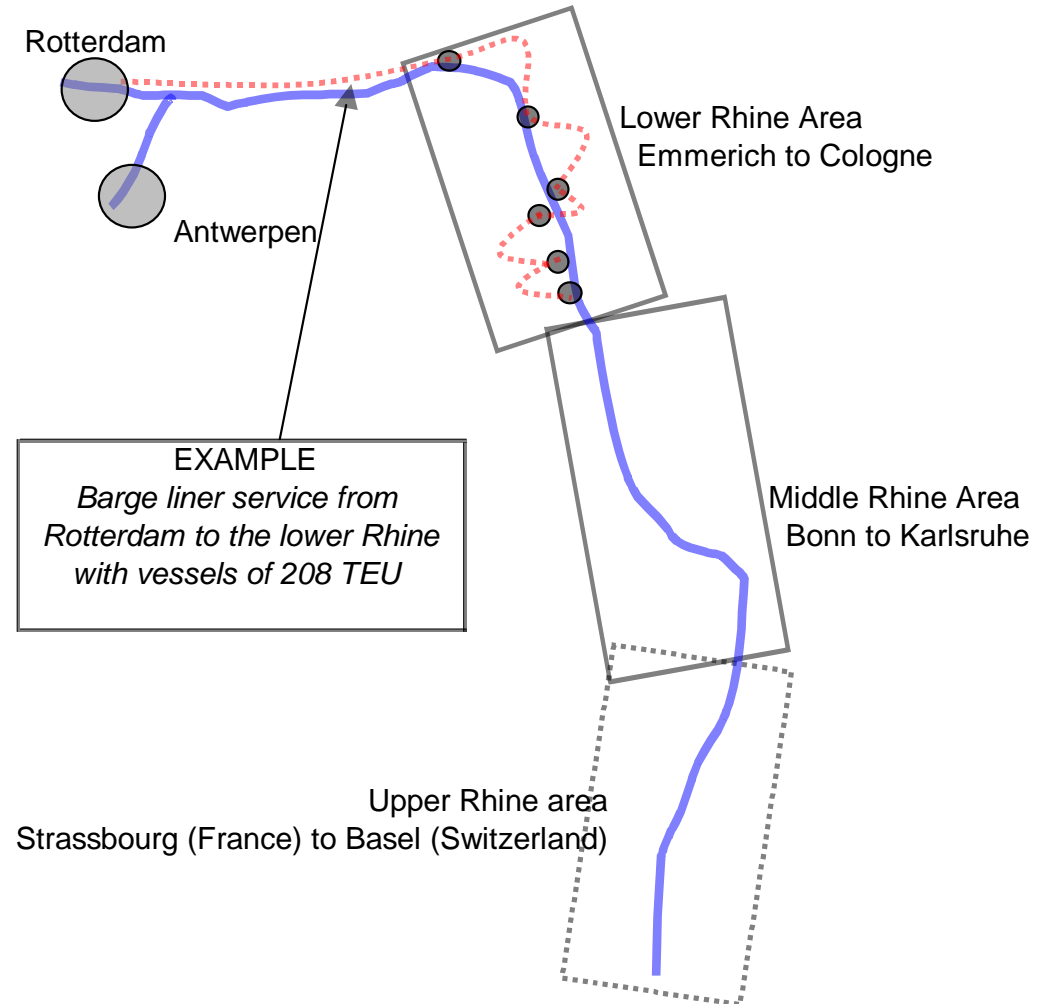 Rotterdam
Lower Rhine Area
Emmerich to Cologne
Antwerpen
EXAMPLE
Barge liner service from
Rotterdam to the lower Rhine
with vessels of 208 TEU
Middle Rhine Area
Bonn to Karlsruhe
Upper Rhine area
Strassbourg (France) to Basel (Switzerland)